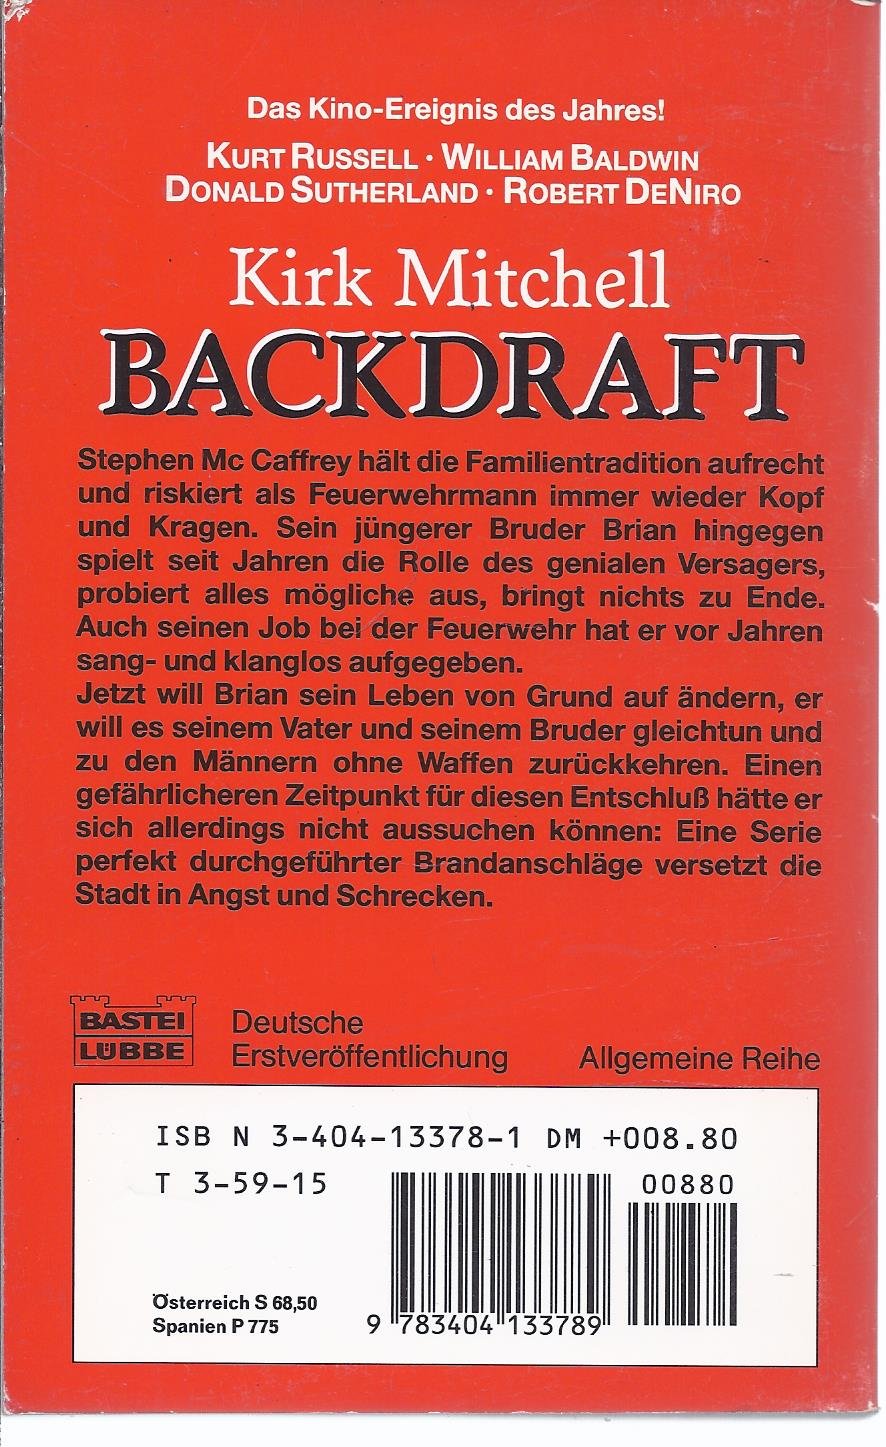 Das Kino-Ereignis des Jahres!
KURT RUSSELL · WILLIAM BALDWIN
DONALD SUTHERLAND · ROBERT DENIRO
Kirk Mitchell
BACKDRAFT
Stephen Mc Caffrey hält die Familientradition aufrecht
und riskiert als Feuerwehrmann immer wieder Kopf
und Kragen. Sein jüngerer Bruder Brian hingegen
spielt seit Jahren die Rolle des genialen Versagers,
probiert alles mögliche aus, bringt nichts zu Ende.
Auch seinen Job bei der Feuerwehr hat er vor Jahren
sang- und klanglos aufgegeben.
Jetzt will Brian sein Leben von Grund auf ändern, er
will es seinem Vater und seinem Bruder gleichtun und
zu den Männern ohne Waffen zurückkehren. Einen
gefährlicheren Zeitpunkt für diesen Entschluß hätte er
sich allerdings nicht aussuchen können: Eine Serie
perfekt durchgeführter Brandanschläge versetzt die
Stadt in Angst und Schrecken.
BASTEI
LÜBBE
Deutsche
Erstveröffentlichung
Allgemeine Reihe
ISB N 3-404-13378-1 DM +008.80
T 3-59-15
00880
Österreich S 68,50
Spanien P 775
9 783404 133789